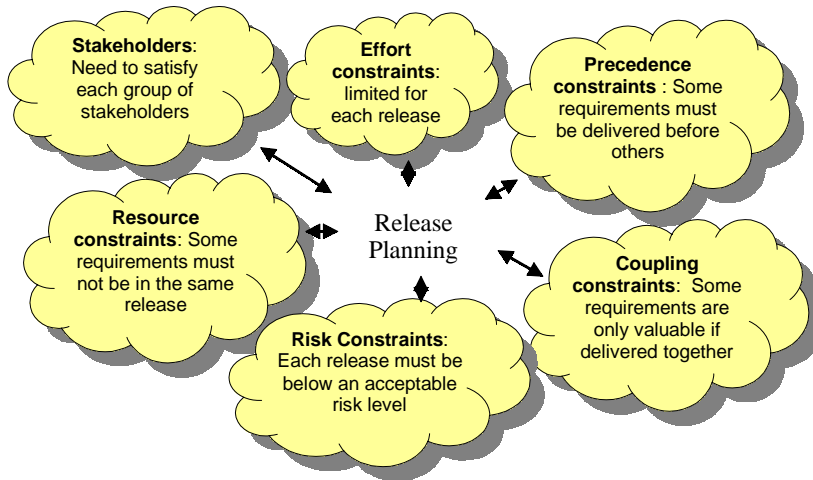 Stakeholders:
Need to satisfy
each group of
stakeholders
Effort
constraints:
limited for
each release
Precedence
constraints : Some
requirements must
be delivered before
others
Resource
constraints: Some
requirements must
not be in the same
release
Release
Planning
Coupling
constraints: Some
requirements are
only valuable if
delivered together
Risk Constraints:
Each release must be
below an acceptable
risk level